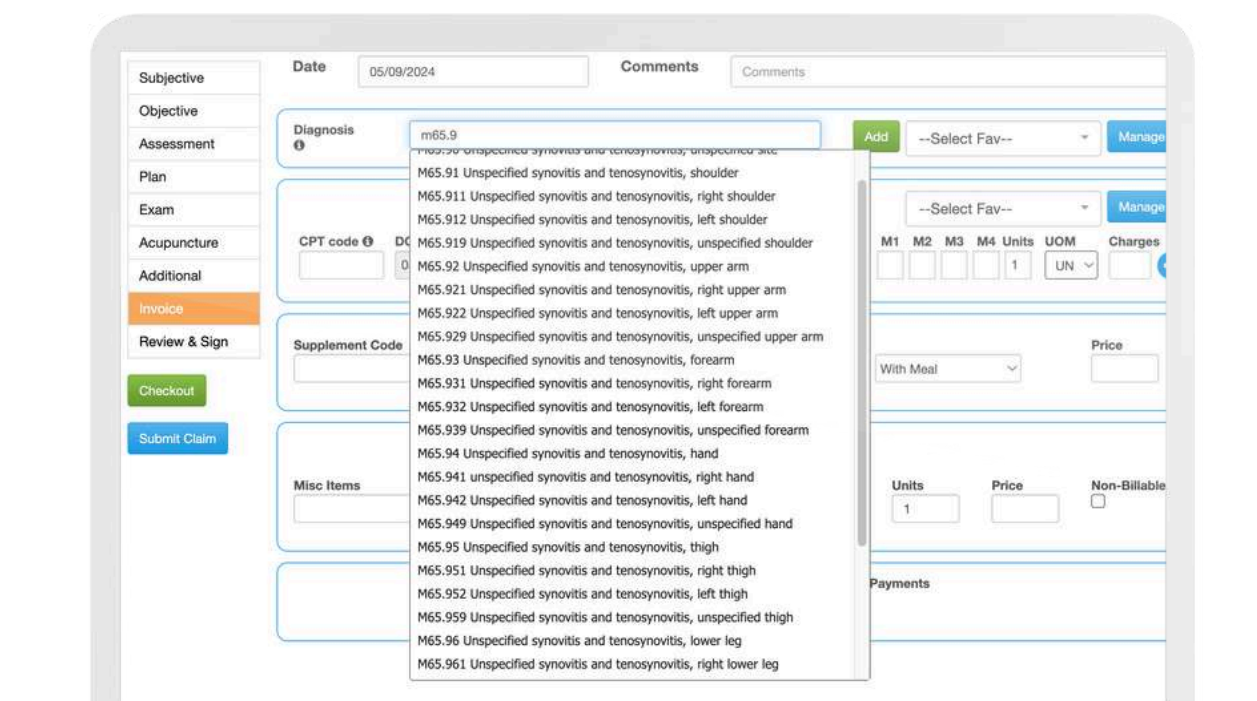 Subjective
Objective
Assessment
Plan
Exam
Acupuncture
Additional
Invoice
Review & Sign
Checkout
Submit Claim
Date
05/09/2024
Comments
Comments
Diagnosis
m65.9
Add
--Select Fav--
Manage
M65.90 Unspecified synovitis and tenosynovitis, unspecified site
M65.91 Unspecified synovitis and tenosynovitis, shoulder
M65.911 Unspecified synovitis and tenosynovitis, right shoulder
M65.912 Unspecified synovitis and tenosynovitis, left shoulder
M65.919 Unspecified synovitis and tenosynovitis, unspecified shoulder
M65.92 Unspecified synovitis and tenosynovitis, upper arm
M65.921 Unspecified synovitis and tenosynovitis, right upper arm
M65.922 Unspecified synovitis and tenosynovitis, left upper arm
M65.929 Unspecified synovitis and tenosynovitis, unspecified upper arm
M65.93 Unspecified synovitis and tenosynovitis, forearm
M65.931 Unspecified synovitis and tenosynovitis, right forearm
M65.932 Unspecified synovitis and tenosynovitis, left forearm
M65.939 Unspecified synovitis and tenosynovitis, unspecified forearm
M65.94 Unspecified synovitis and tenosynovitis, hand
M65.941 unspecified synovitis and tenosynovitis, right hand
M65.942 Unspecified synovitis and tenosynovitis, left hand
M65.949 Unspecified synovitis and tenosynovitis, unspecified hand
M65.95 Unspecified synovitis and tenosynovitis, thigh
M65.951 Unspecified synovitis and tenosynovitis, right thigh
M65.952 Unspecified synovitis and tenosynovitis, left thigh
M65.959 Unspecified synovitis and tenosynovitis, unspecified thigh
M65.96 Unspecified synovitis and tenosynovitis, lower leg
M65.961 Unspecified synovitis and tenosynovitis, right lower leg
--Select Fav--
Manage
CPT code
M1 M2 M3 M4 Units UOM Charges
1 UN
Supplement Code
Price
With Meal
Misc Items
Units Price Non-Billable
1
Payments